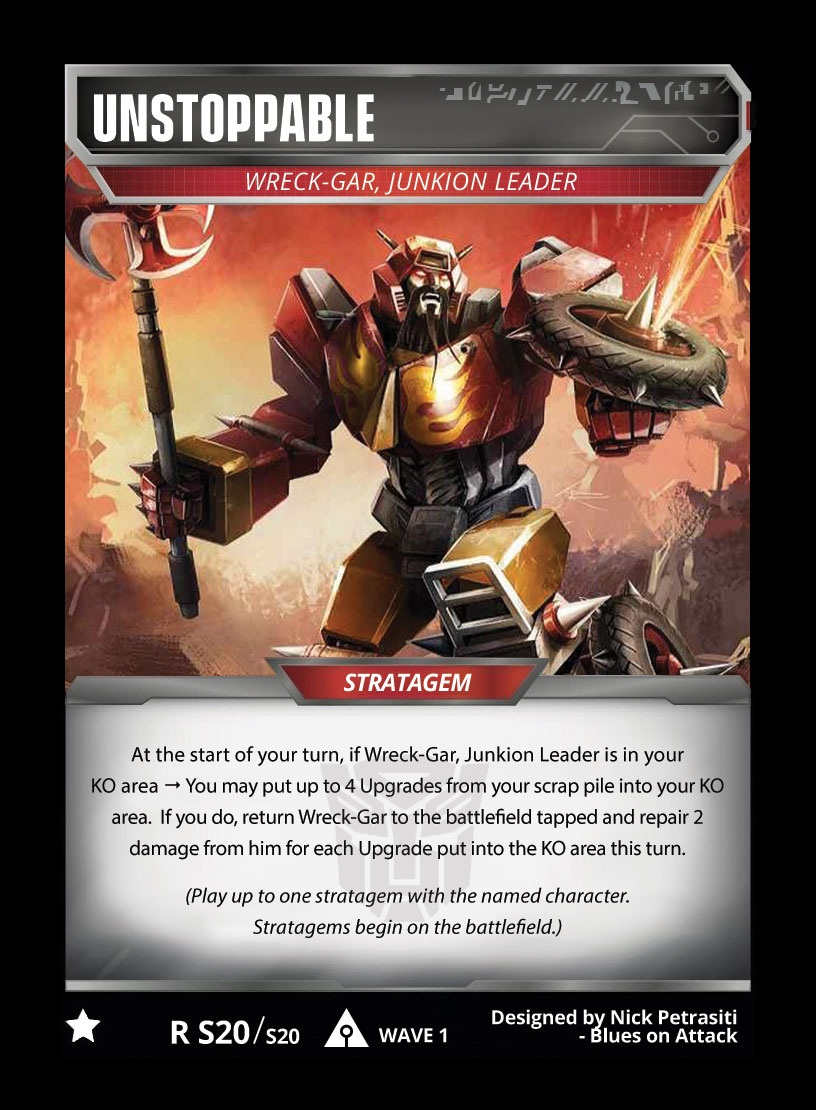 UNSTOPPABLE
WRECK-GAR, JUNKION LEADER
STRATAGEM
At the start of your turn, if Wreck-Gar, Junkion Leader is in your
KO area → You may put up to 4 Upgrades from your scrap pile into your KO
area. If you do, return Wreck-Gar to the battlefield tapped and repair 2
damage from him for each Upgrade put into the KO area this turn.
(Play up to one stratagem with the named character.
Stratagems begin on the battlefield.)
R S20/S20 WAVE 1
Designed by Nick Petrasiti
- Blues on Attack